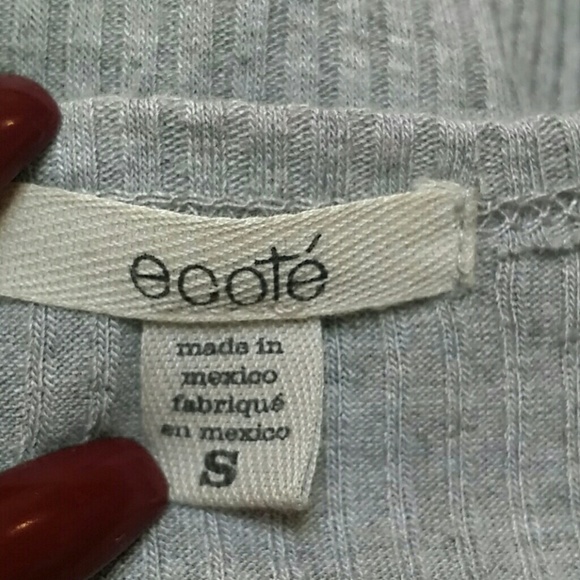 ecoté
made in
mexico
fabriqué
en mexico
S